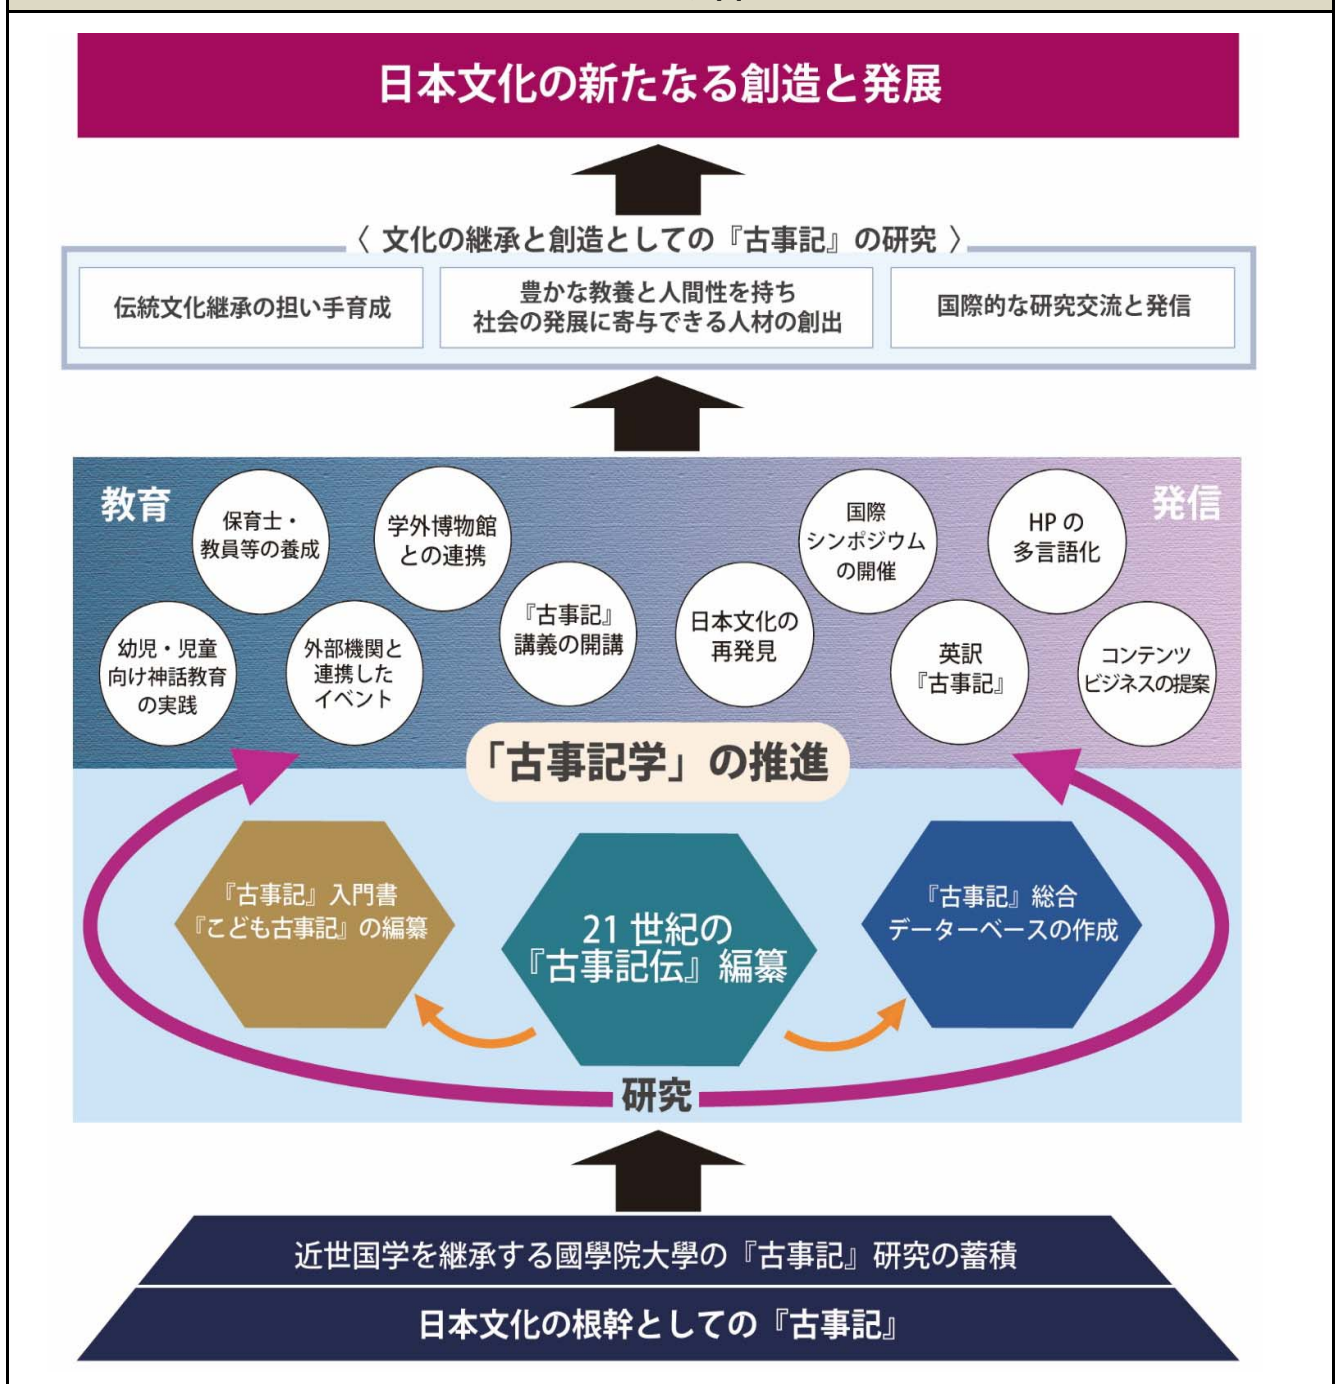 日本文化の新たなる創造と発展
〈 文化の継承と創造としての『古事記』の研究 〉
伝統文化継承の担い手育成
豊かな教養と人間性を持ち
社会の発展に寄与できる人材の創出
国際的な研究交流と発信
教育
保育士・
教員等の養成
学外博物館
との連携
幼児・児童
向け神話教育
の実践
外部機関と
連携した
イベント
『古事記』
講義の開講
日本文化の
再発見
発信
国際
シンポジウム
の開催
HP の
多言語化
英訳
『古事記』
コンテンツ
ビジネスの提案
「古事記学」の推進
『古事記』入門書
『こども古事記』の編纂
21 世紀の
『古事記伝』編纂
『古事記』総合
データーベースの作成
研究
近世国学を継承する國學院大學の『古事記』研究の蓄積
日本文化の根幹としての『古事記』